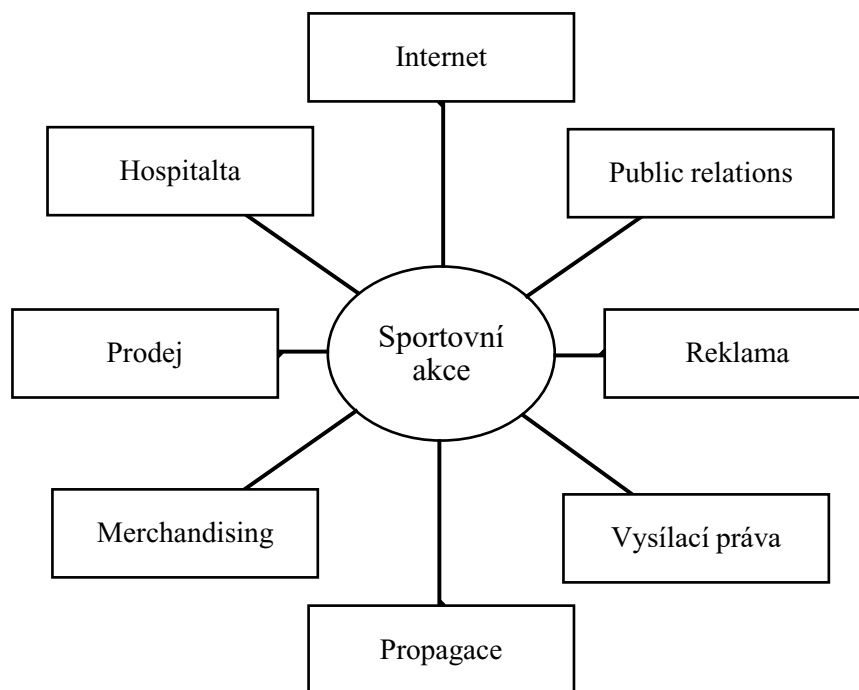 Internet
Hospitalta
Public relations
Prodej
Sportovní
akce
Reklama
Merchandising
Vysílací práva
Propagace